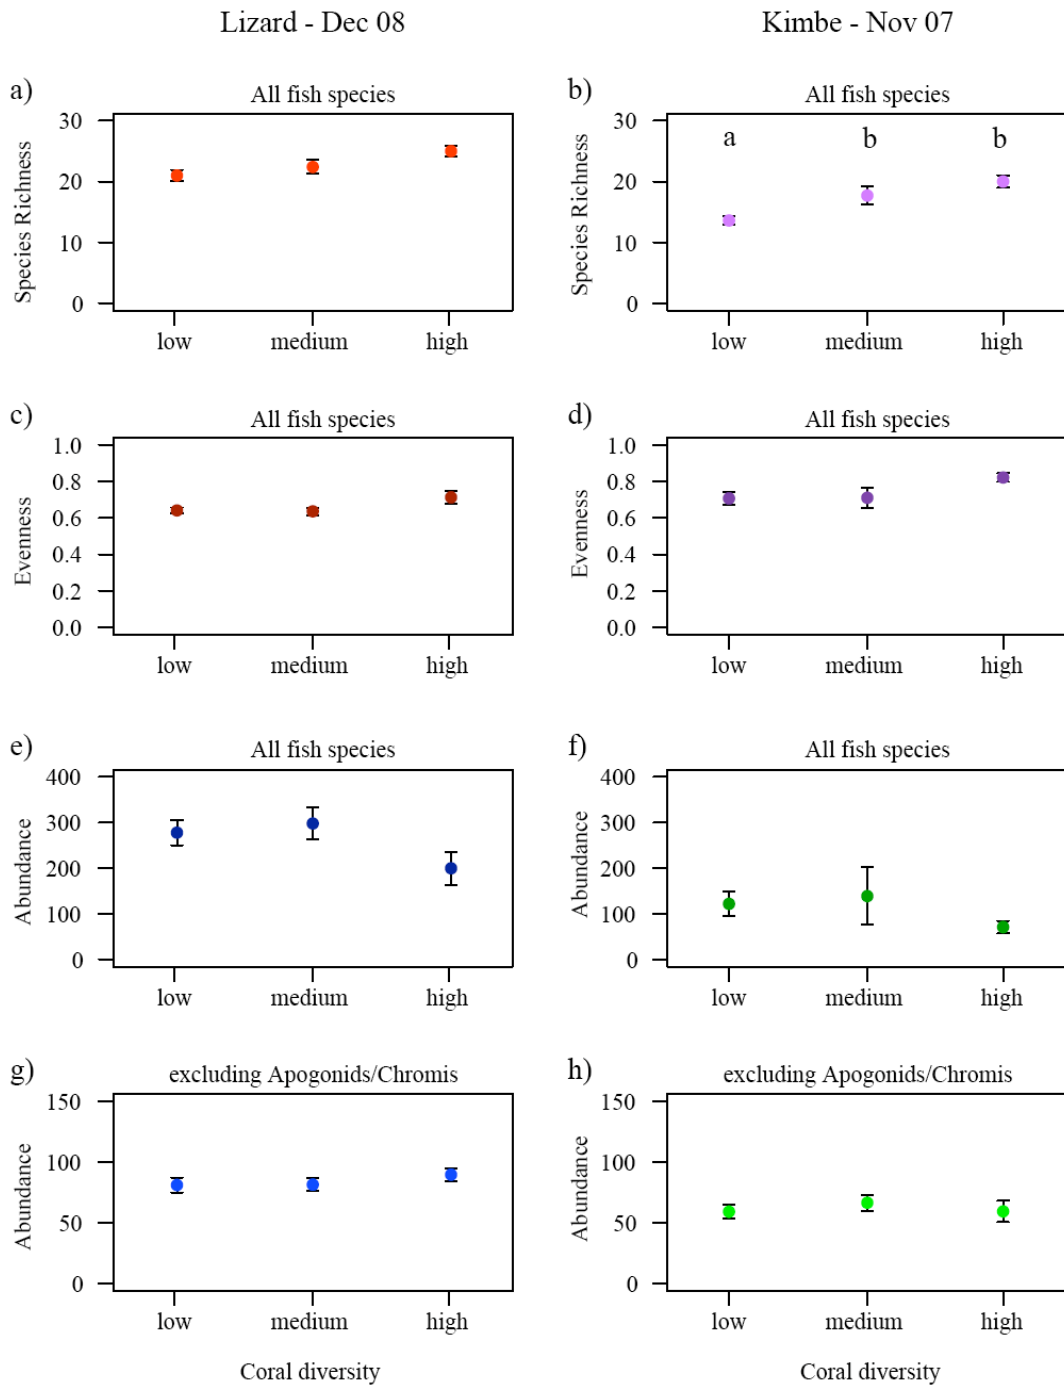 Lizard - Dec 08
Kimbe - Nov 07
a)
All fish species
Species Richness
30
20
10
0
low medium high
b)
All fish species
Species Richness
30
20
10
0
a b b
low medium high
c)
All fish species
Evenness
1.0
0.8
0.6
0.4
0.2
0.0
low medium high
d)
All fish species
Evenness
1.0
0.8
0.6
0.4
0.2
0.0
low medium high
e)
All fish species
Abundance
400
300
200
100
0
low medium high
f)
All fish species
Abundance
400
300
200
100
0
low medium high
g)
excluding Apogonids/Chromis
Abundance
150
100
50
0
low medium high
Coral diversity
h)
excluding Apogonids/Chromis
Abundance
150
100
50
0
low medium high
Coral diversity